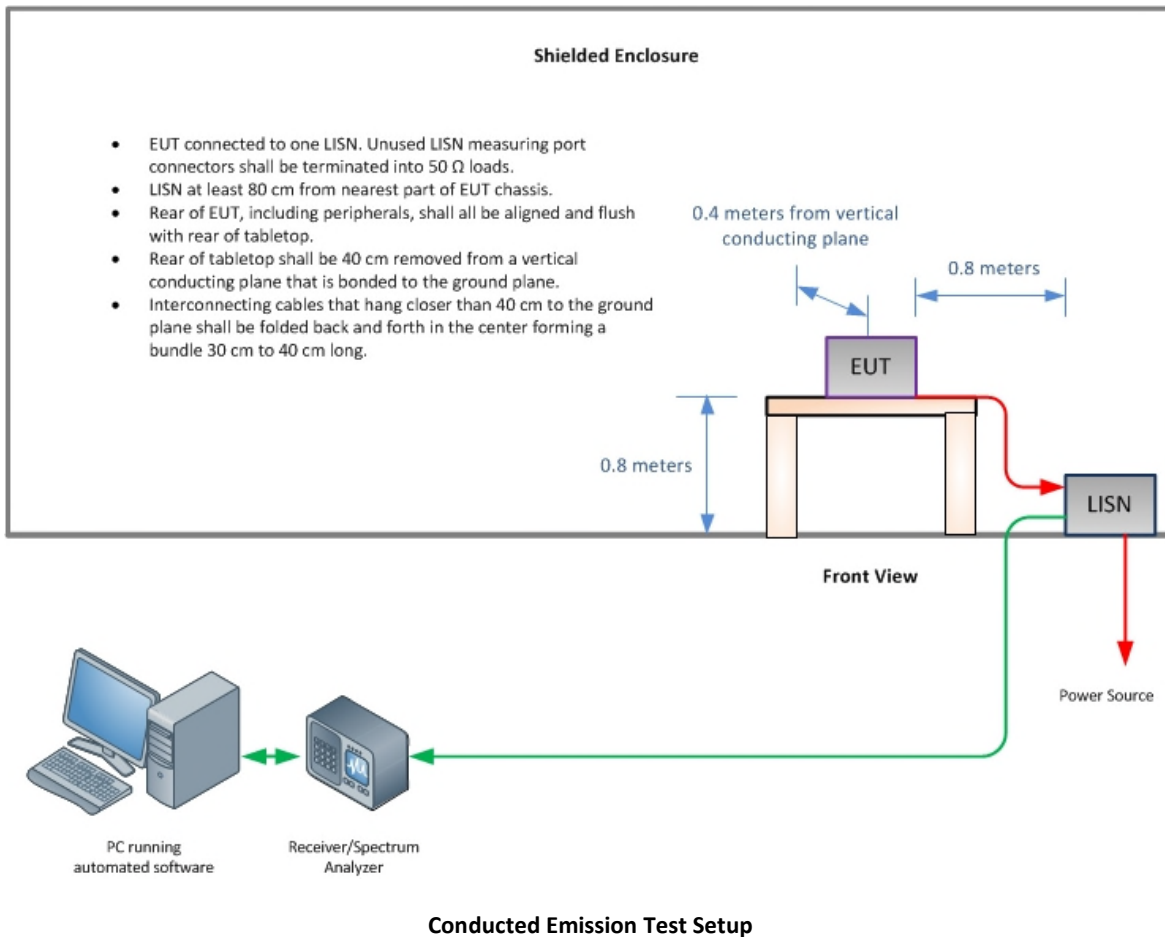 Shielded Enclosure
• EUT connected to one LISN. Unused LISN measuring port
connectors shall be terminated into 50 Ω loads.
• LISN at least 80 cm from nearest part of EUT chassis.
• Rear of EUT, including peripherals, shall all be aligned and flush
with rear of tabletop.
• Rear of tabletop shall be 40 cm removed from a vertical
conducting plane that is bonded to the ground plane.
• Interconnecting cables that hang closer than 40 cm to the ground
plane shall be folded back and forth in the center forming a
bundle 30 cm to 40 cm long.
0.4 meters from vertical
conducting plane
0.8 meters
EUT
0.8 meters
LISN
Front View
Power Source
PC running
automated software
Receiver/Spectrum
Analyzer
Conducted Emission Test Setup